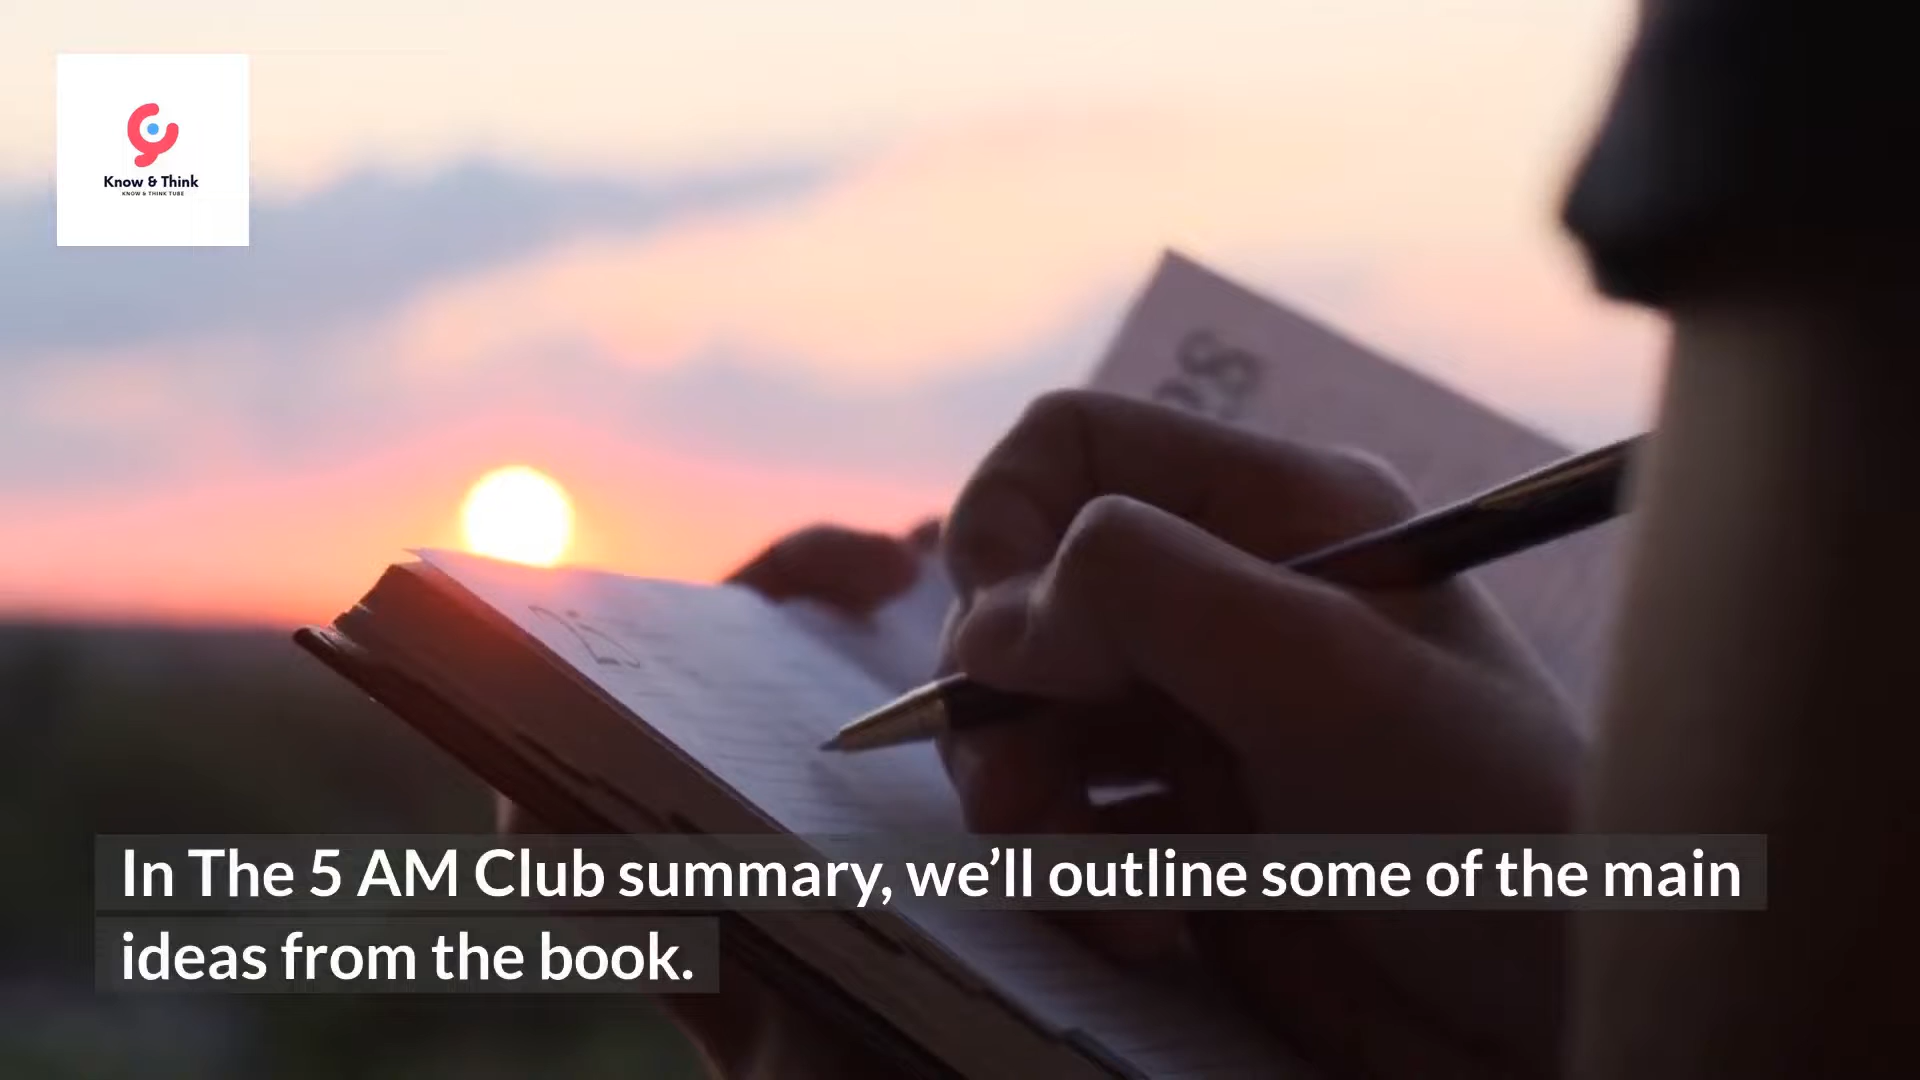 Know & Think
KNOW & THINK TUBE
In The 5 AM Club summary, we’ll outline some of the main
ideas from the book.